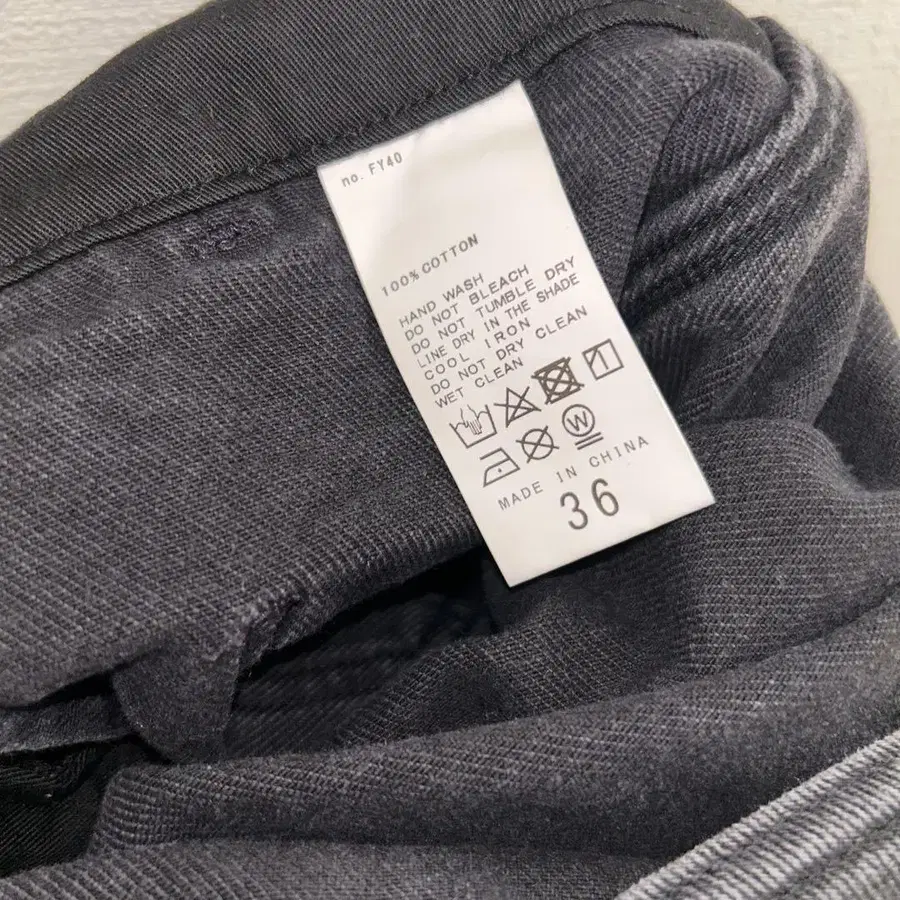 no. FY40
100% COTTON
HAND WASH
DO NOT BLEACH
DO NOT TUMBLE DRY
LINE DRY IN THE SHADE
COOL IRON
DO NOT DRY CLEAN
WET CLEAN
W
MADE IN CHINA
36